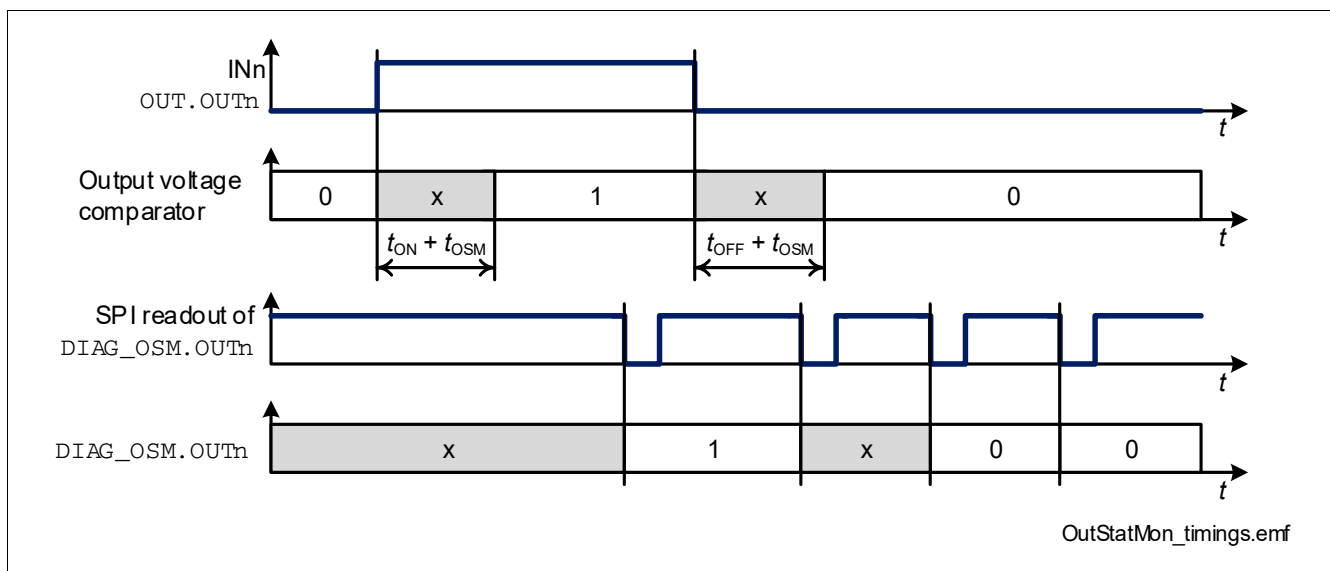 INn
OUT.OUTn
t
Output voltage
comparator
0 x 1 x 0
t
tON + tOSM tOFF + tOSM
SPI readout of
DIAG_OSM.OUTn
t
DIAG_OSM.OUTn x 1 x 0 0
t
OutStatMon_timings.emf